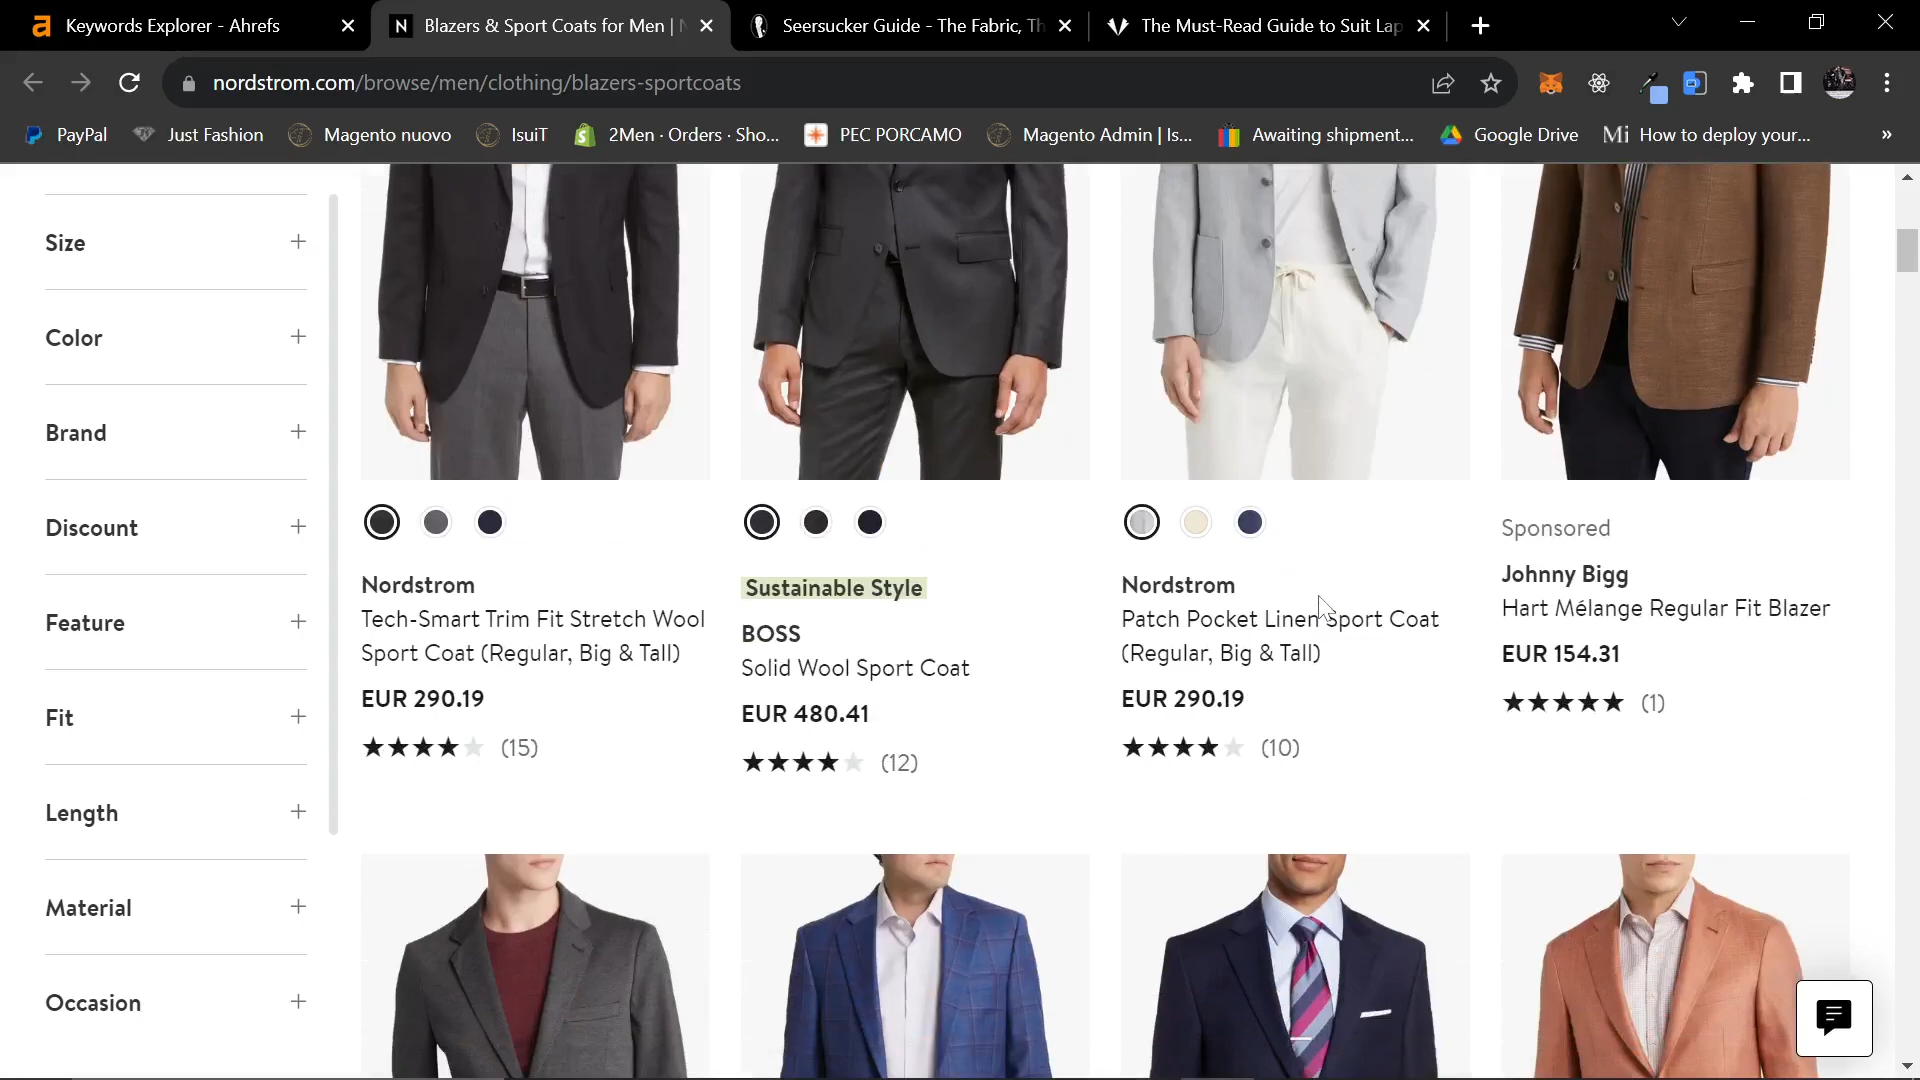 Keywords Explorer - Ahrefs
Blazers & Sport Coats for Men | N
Seersucker Guide - The Fabric, Th
The Must-Read Guide to Suit Lap
nordstrom.com/browse/men/clothing/blazers-sportcoats
PayPal
Just Fashion
Magento nuovo
IsuiT
2Men · Orders · Sho...
PEC PORCAMO
Magento Admin | Is...
Awaiting shipment...
Google Drive
Mi How to deploy your...
»
Size
Color
Brand
Discount
Feature
Fit
Length
Material
Occasion
Nordstrom
Tech-Smart Trim Fit Stretch Wool
Sport Coat (Regular, Big & Tall)
EUR 290.19
(15)
Sustainable Style
BOSS
Solid Wool Sport Coat
EUR 480.41
(12)
Nordstrom
Patch Pocket Linen Sport Coat
(Regular, Big & Tall)
EUR 290.19
(10)
Sponsored
Johnny Bigg
Hart Mélange Regular Fit Blazer
EUR 154.31
(1)